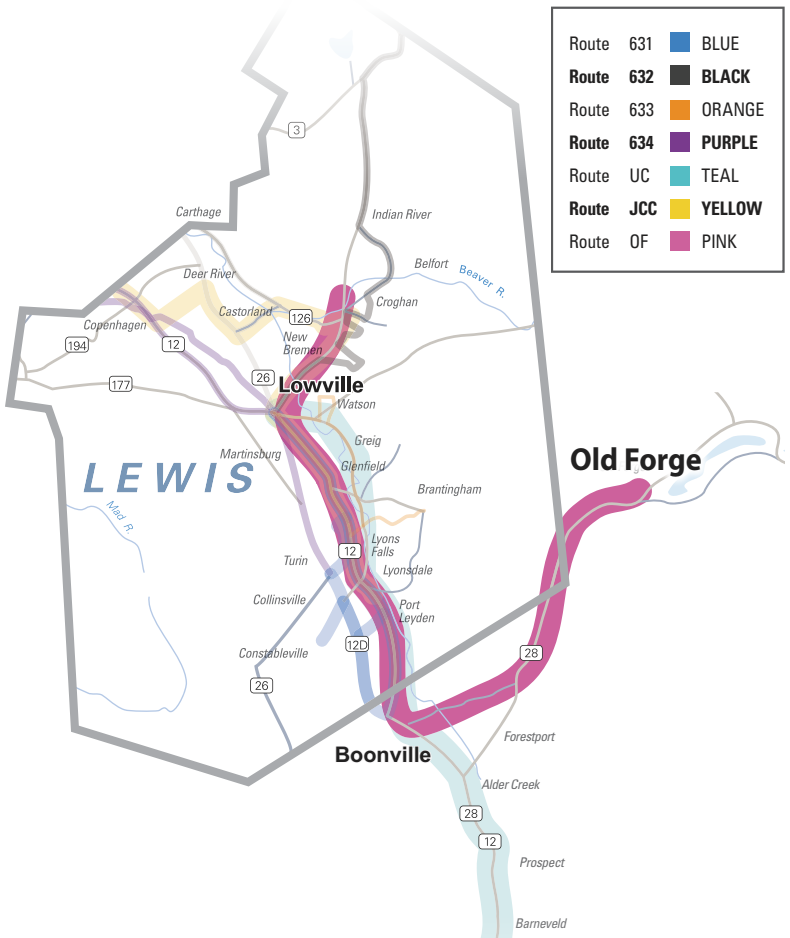 Route 631 BLUE
Route 632 BLACK
Route 633 ORANGE
Route 634 PURPLE
Route UC TEAL
Route JCC YELLOW
Route OF PINK
3
Carthage
Indian River
Deer River
Belfort
Beaver R.
Castorland
126
Croghan
Copenhagen
194
12
New
Bremen
177
26
Lowville
Watson
Martinsburg
Greig
Glenfield
LEWIS
Old Forge
Brantingham
Mad R.
12
Lyons
Falls
Turin
Lyonsdale
Collinsville
Port
Leyden
12D
Constableville
28
26
Forestport
Boonville
Alder Creek
28
12
Prospect
Barneveld